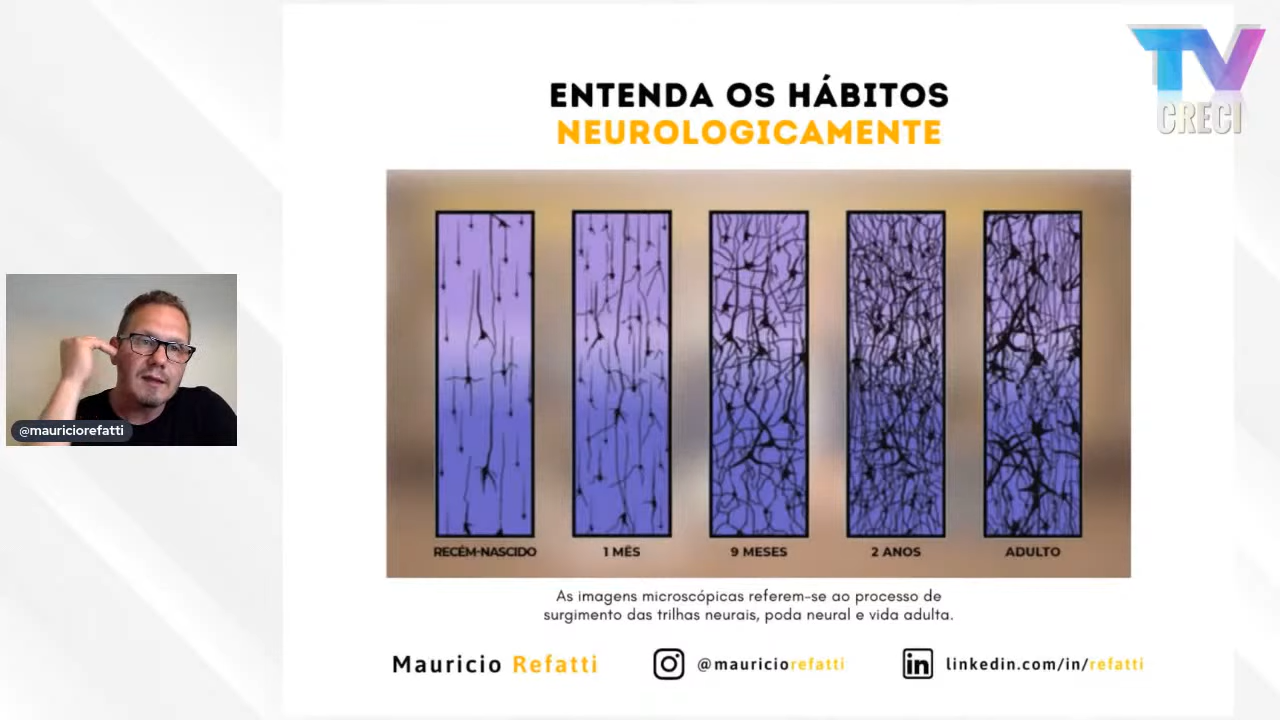 TV
CRECI
ENTENDA OS HÁBITOS
NEUROLOGICAMENTE
@mauriciorefatti
RECÉM-NASCIDO
1 MÊS
9 MESES
2 ANOS
ADULTO
As imagens microscópicas referem-se ao processo de
surgimento das trilhas neurais, poda neural e vida adulta.
Mauricio Refatti
@mauriciorefatti
in
linkedin.com/in/refatti